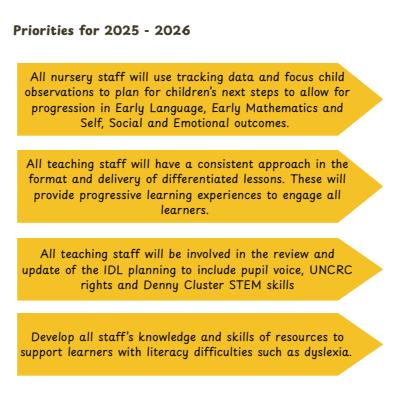 Priorities for 2025 - 2026
All nursery staff will use tracking data and focus child
observations to plan for children's next steps to allow for
progression in Early Language, Early Mathematics and
Self, Social and Emotional outcomes.
All teaching staff will have a consistent approach in the
format and delivery of differentiated lessons. These will
provide progressive learning experiences to engage all
learners.
All teaching staff will be involved in the review and
update of the IDL planning to include pupil voice, UNCRC
rights and Denny Cluster STEM skills
Develop all staff's knowledge and skills of resources to
support learners with literacy difficulties such as dyslexia.